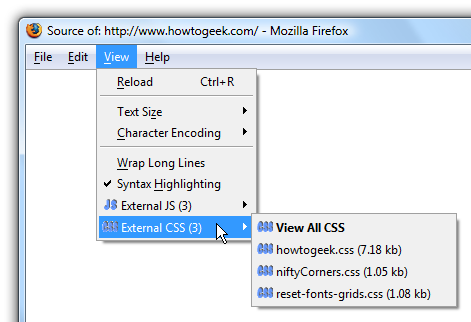 Source of: http://www.howtogeek.com/ - Mozilla Firefox
File Edit View Help
Reload Ctrl+R
Text Size
Character Encoding
Wrap Long Lines
Syntax Highlighting
External JS (3)
External CSS (3)
View All CSS
howtogeek.css (7.18 kb)
niftyCorners.css (1.05 kb)
reset-fonts-grids.css (1.08 kb)